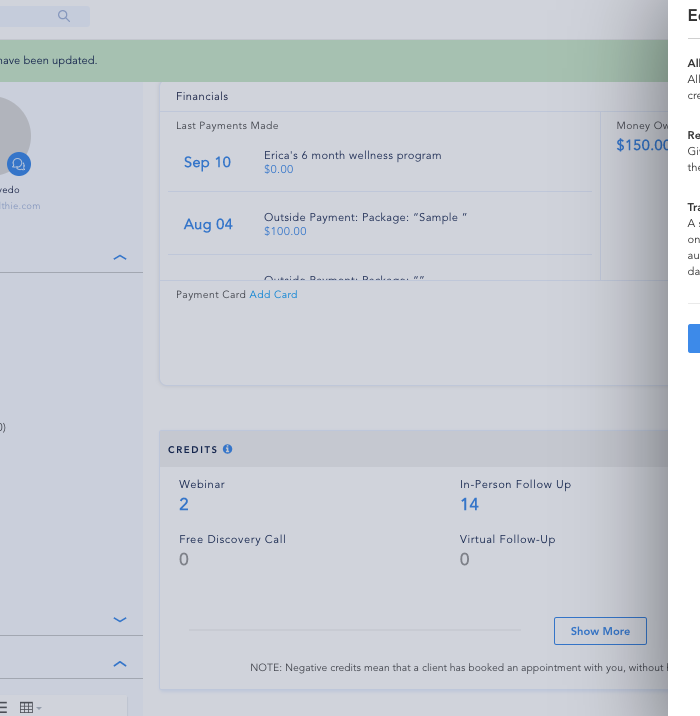 have been updated.
Financials
Last Payments Made
Money Ow
Sep 10
Erica's 6 month wellness program
$0.00
$150.00
Aug 04
Outside Payment: Package: “Sample ”
$100.00
Outside Payment: Package: “”
Payment Card Add Card
vedo
lthie.com
0)
CREDITS
Webinar
2
In-Person Follow Up
14
Free Discovery Call
0
Virtual Follow-Up
0
Show More
NOTE: Negative credits mean that a client has booked an appointment with you, without
All
All
cre
Re
Gi
the
Tra
A s
on
au
da